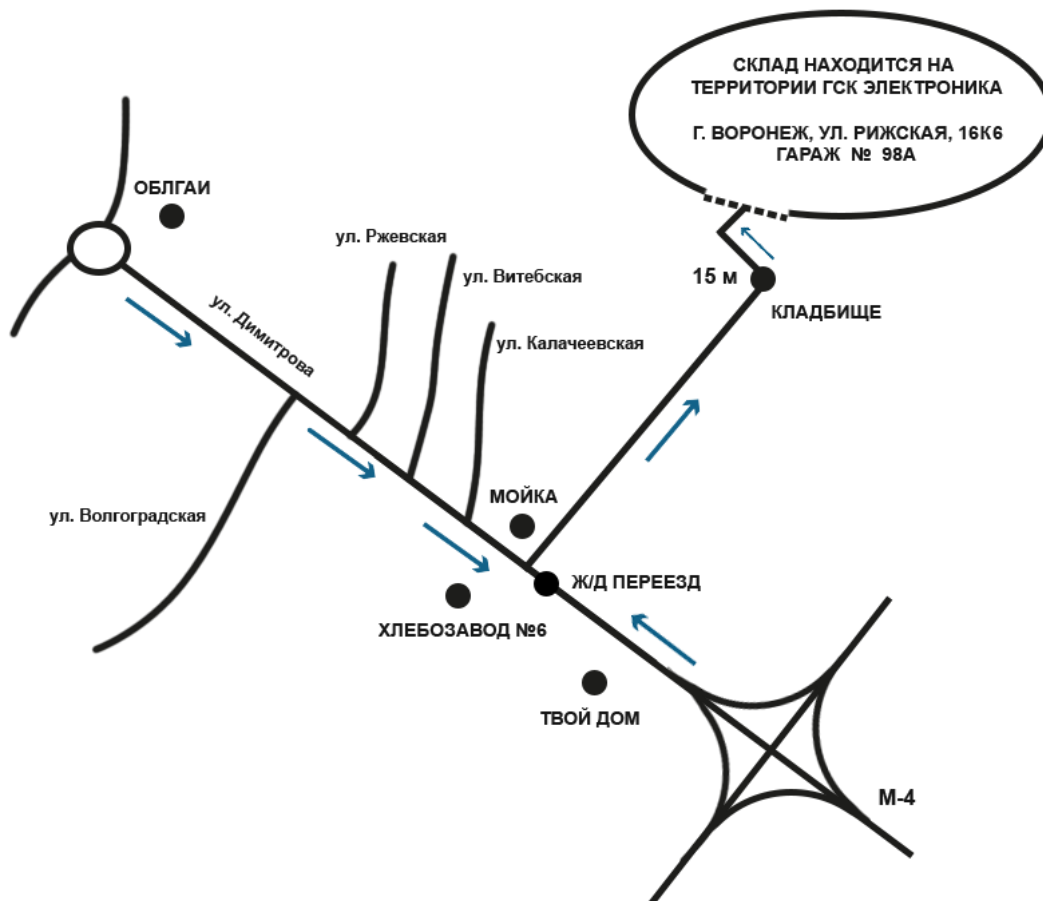 СКЛАД НАХОДИТСЯ НА
ТЕРРИТОРИИ ГСК ЭЛЕКТРОНИКА
Г. ВОРОНЕЖ, УЛ. РИЖСКАЯ, 16К6
ГАРАЖ № 98А
ОБЛГАИ
ул. Ржевская
ул. Витебская
15 м
КЛАДБИЩЕ
ул. Димитрова
ул. Калачеевская
МОЙКА
ул. Волгоградская
Ж/Д ПЕРЕЕЗД
ХЛЕБОЗАВОД №6
ТВОЙ ДОМ
М-4